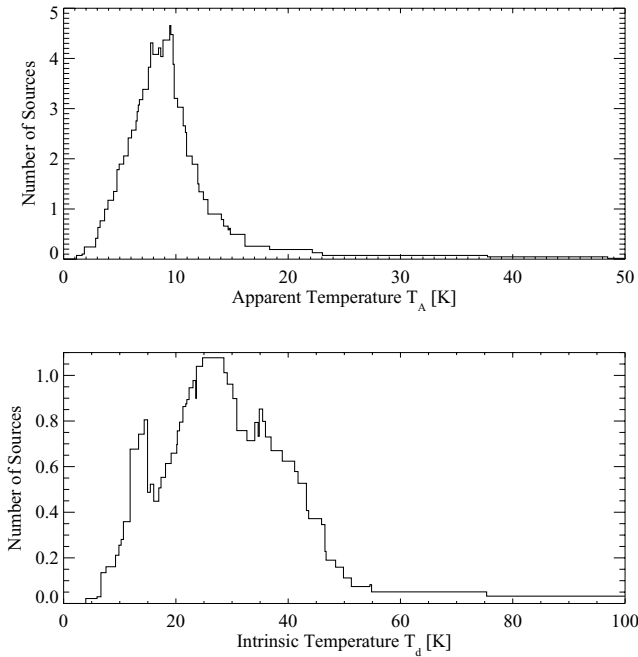 5
4
3
2
1
0
Number of Sources
0 10 20 30 40 50
Apparent Temperature T_A [K]
1.0
0.8
0.6
0.4
0.2
0.0
Number of Sources
0 20 40 60 80 100
Intrinsic Temperature T_d [K]